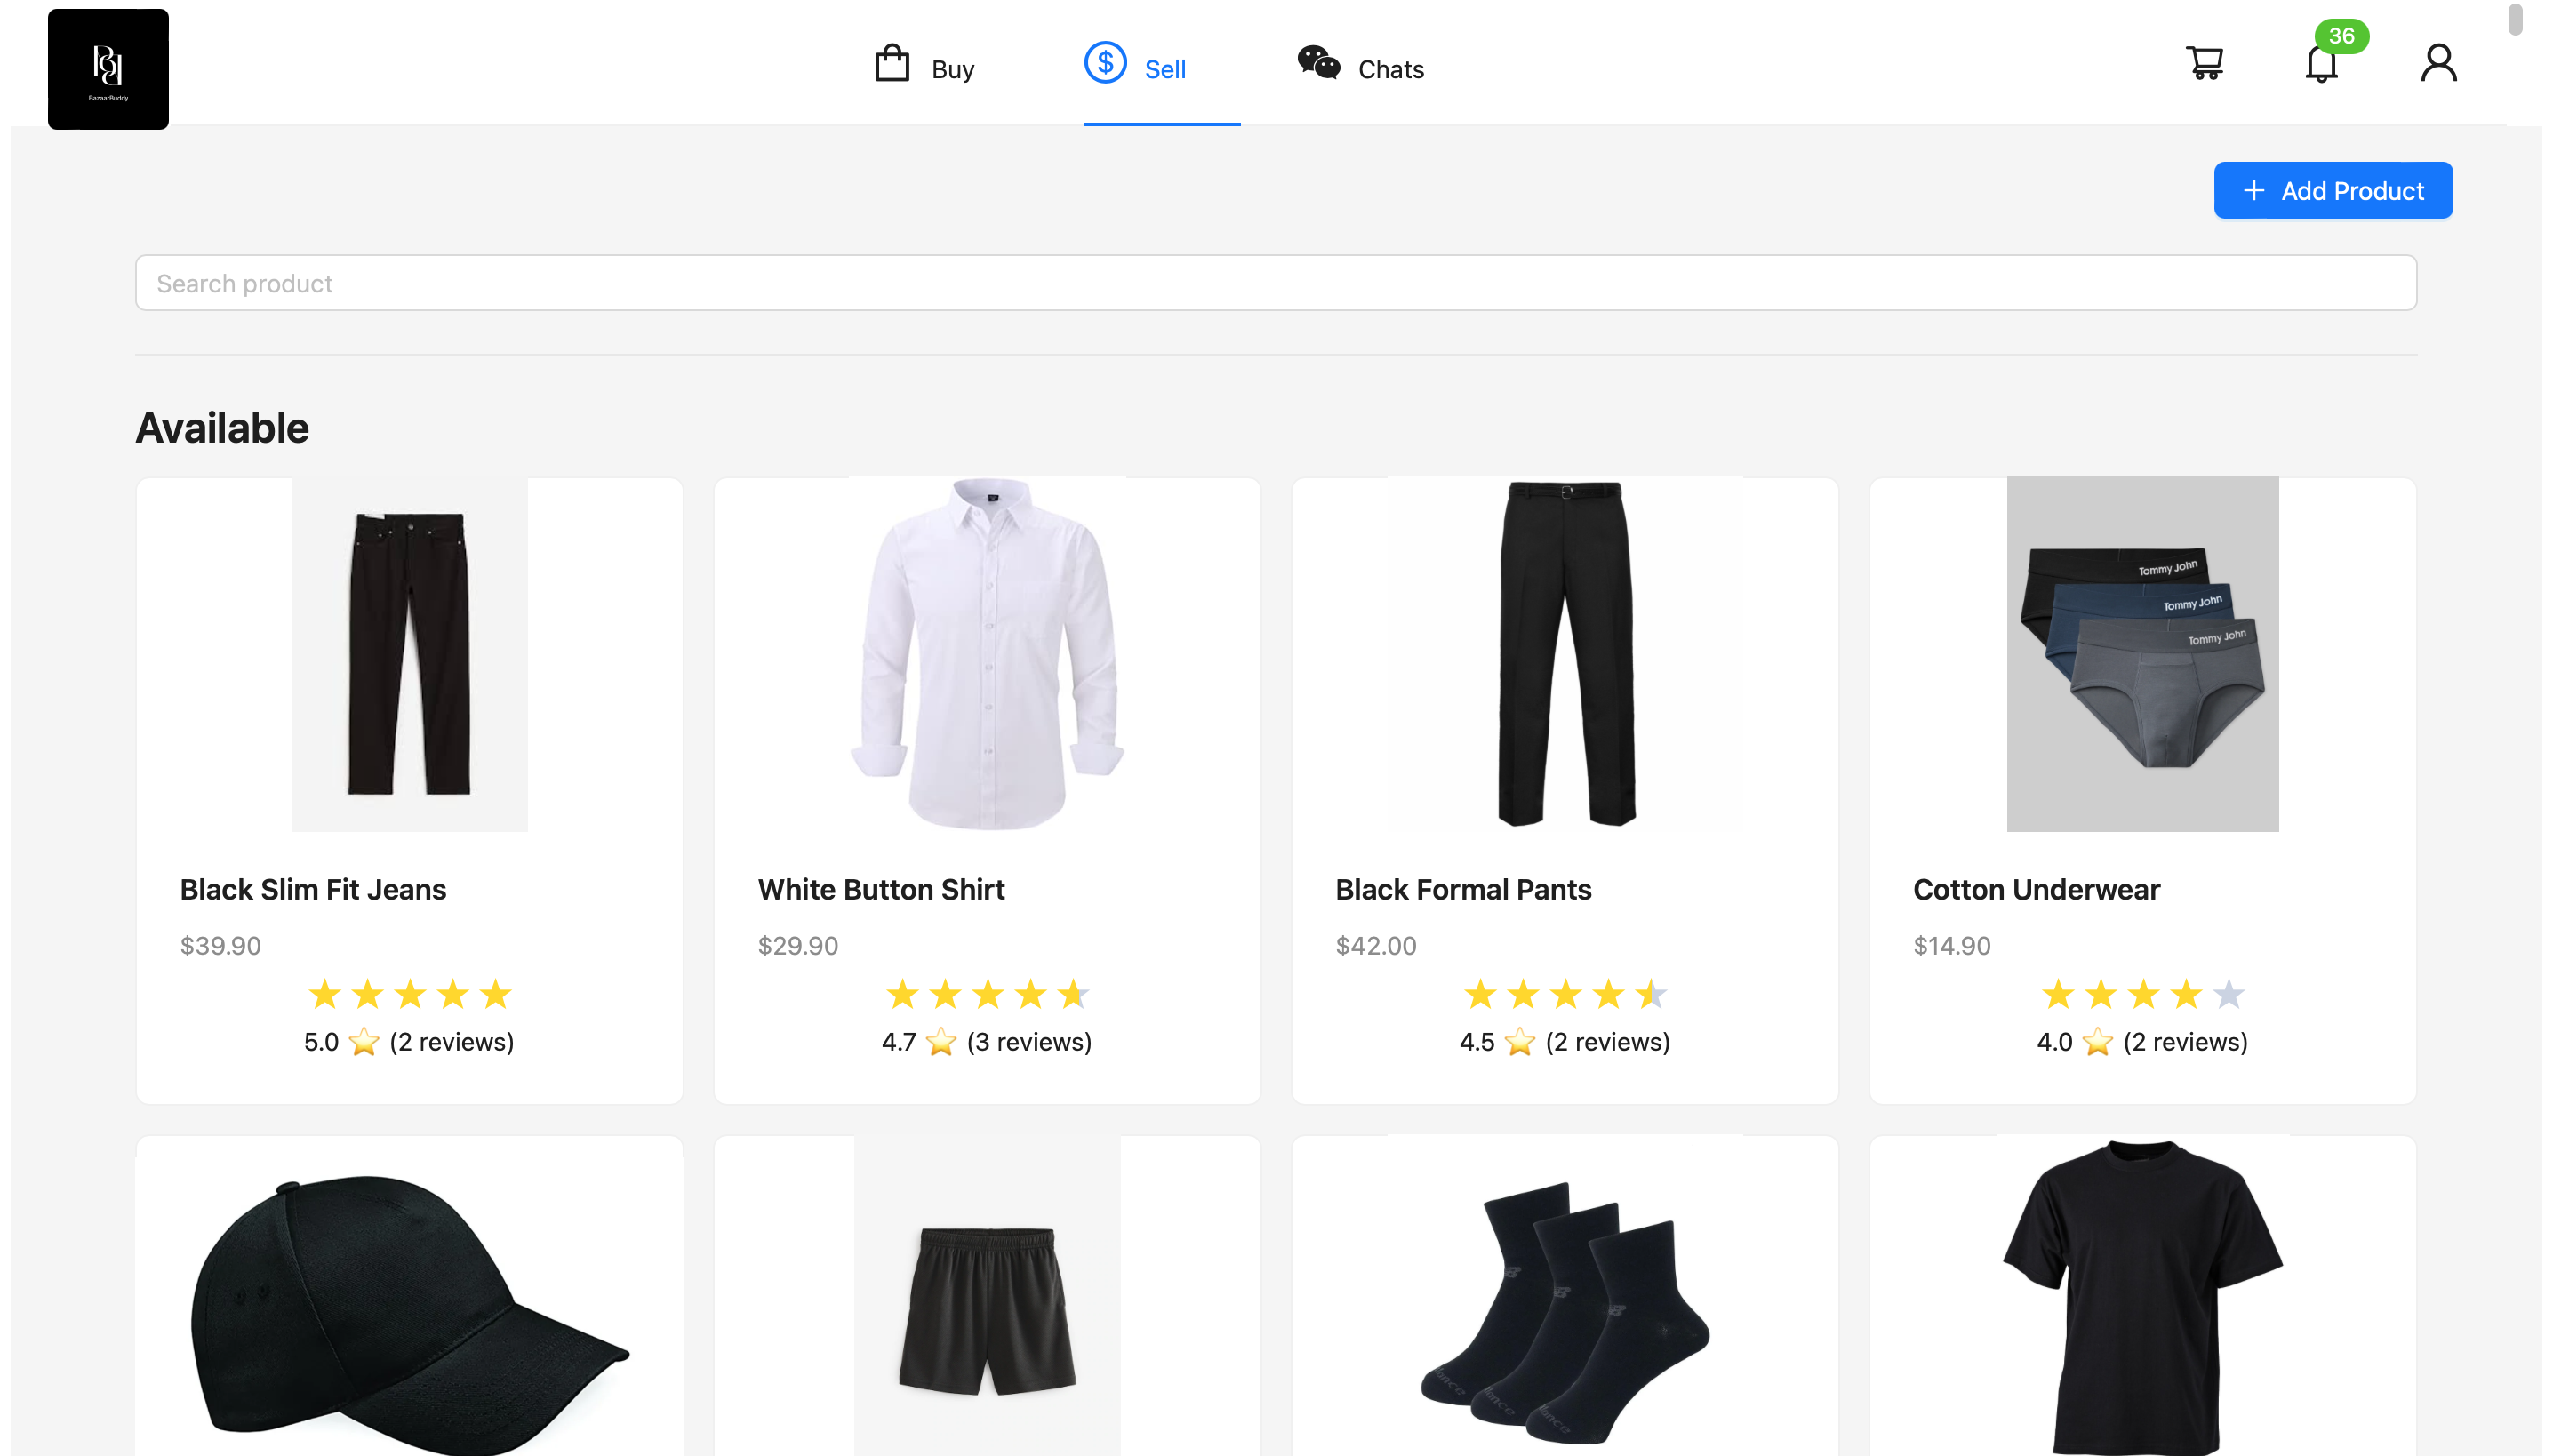 BazaarBuddy
Buy
Sell
Chats
36
+ Add Product
Search product
Available
Tommy John
Tommy John
Tommy John
Black Slim Fit Jeans
$39.90
5.0 ⭐ (2 reviews)
White Button Shirt
$29.90
4.7 ⭐ (3 reviews)
Black Formal Pants
$42.00
4.5 ⭐ (2 reviews)
Cotton Underwear
$14.90
4.0 ⭐ (2 reviews)